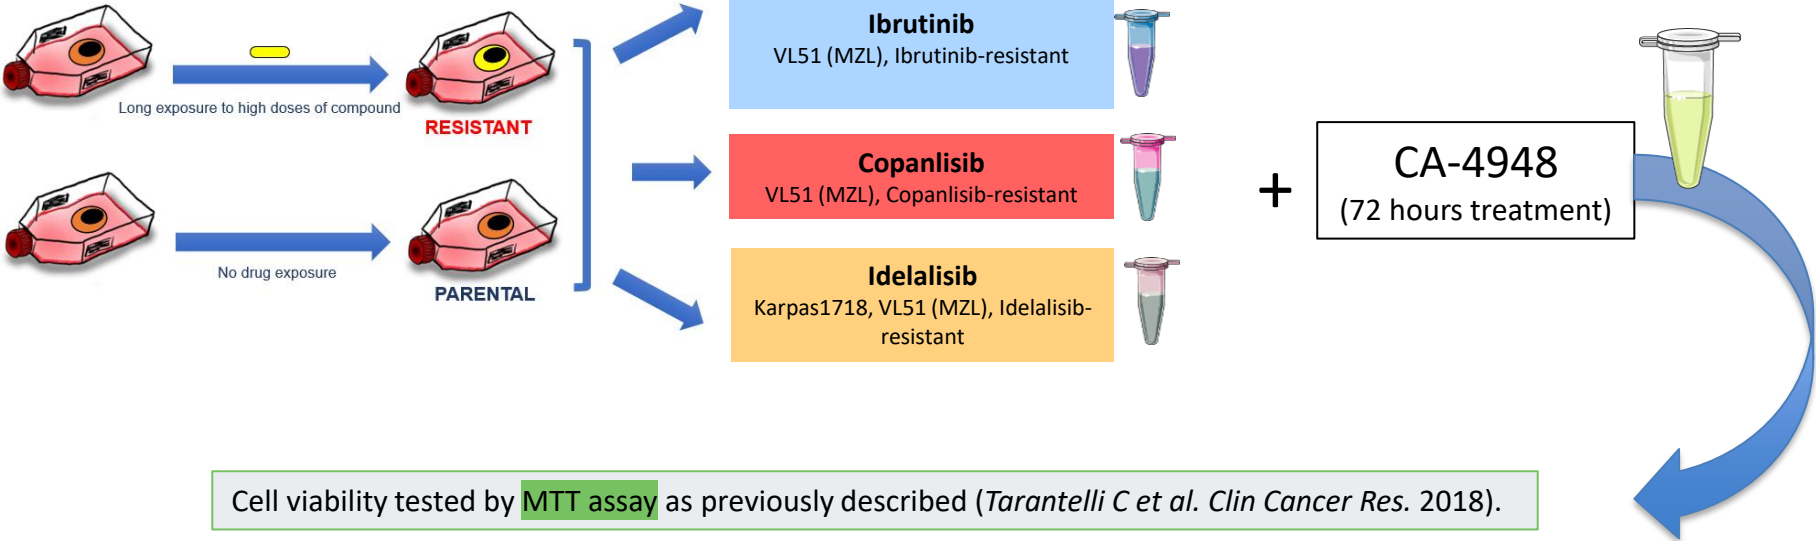 Long exposure to high doses of compound
RESISTANT
No drug exposure
PARENTAL
Ibrutinib
VL51 (MZL), Ibrutinib-resistant
Copanlisib
VL51 (MZL), Copanlisib-resistant
Idelalisib
Karpas1718, VL51 (MZL), Idelalisib-
resistant
+
CA-4948
(72 hours treatment)
Cell viability tested by MTT assay as previously described (Tarantelli C et al. Clin Cancer Res. 2018).